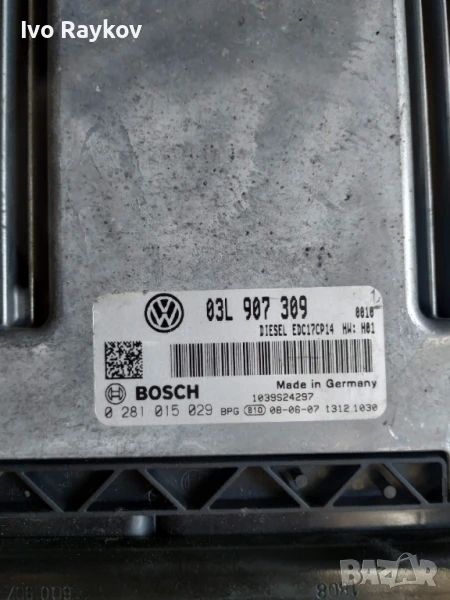 Ivo Raykov
03L 907 309
0010
DIESEL EDC17CP14 HW: H01
BOSCH
Made in Germany
1039S24297
0 281 015 029 BPG 810 08-06-07 1312.1030
BAZAR